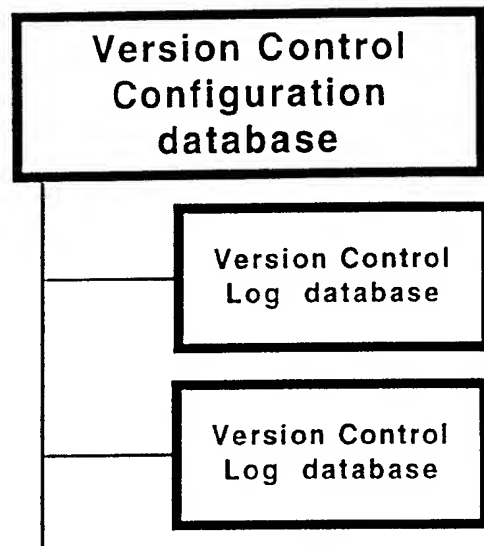 Version Control
Configuration
database
Version Control
Log database
Version Control
Log database